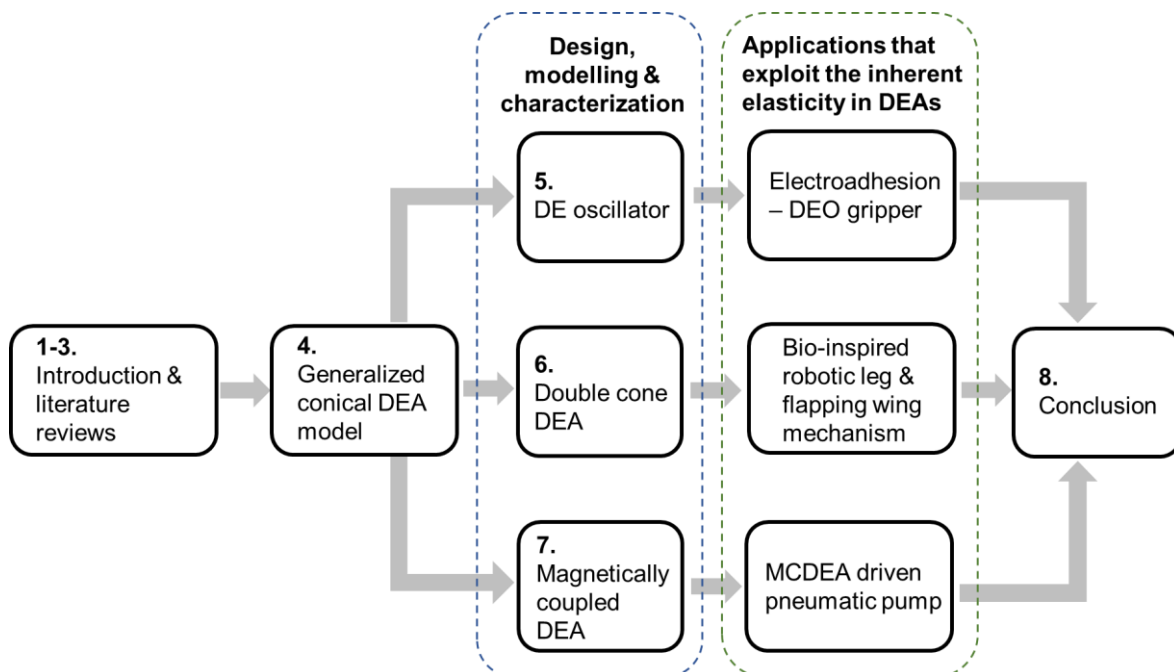 Design,
modelling &
characterization
Applications that
exploit the inherent
elasticity in DEAs
1-3.
Introduction &
literature
reviews
4.
Generalized
conical DEA
model
5.
DE oscillator
Electroadhesion
– DEO gripper
6.
Double cone
DEA
Bio-inspired
robotic leg &
flapping wing
mechanism
7.
Magnetically
coupled
DEA
MCDEA driven
pneumatic pump
8.
Conclusion